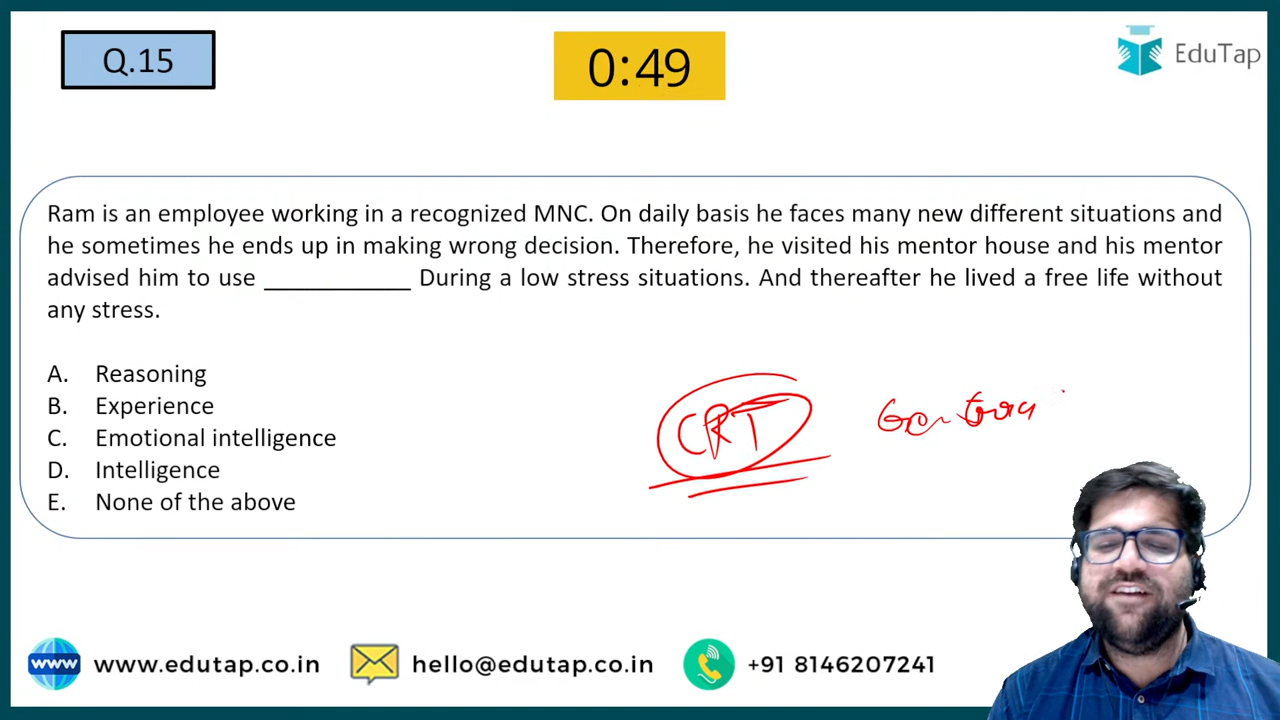 Q.15
0:49
EduTap
Ram is an employee working in a recognized MNC. On daily basis he faces many new different situations and
he sometimes he ends up in making wrong decision. Therefore, he visited his mentor house and his mentor
advised him to use ____________ During a low stress situations. And thereafter he lived a free life without
any stress.
A. Reasoning
B. Experience
C. Emotional intelligence
D. Intelligence
E. None of the above
CRT
www
www.edutap.co.in
hello@edutap.co.in
+91 8146207241